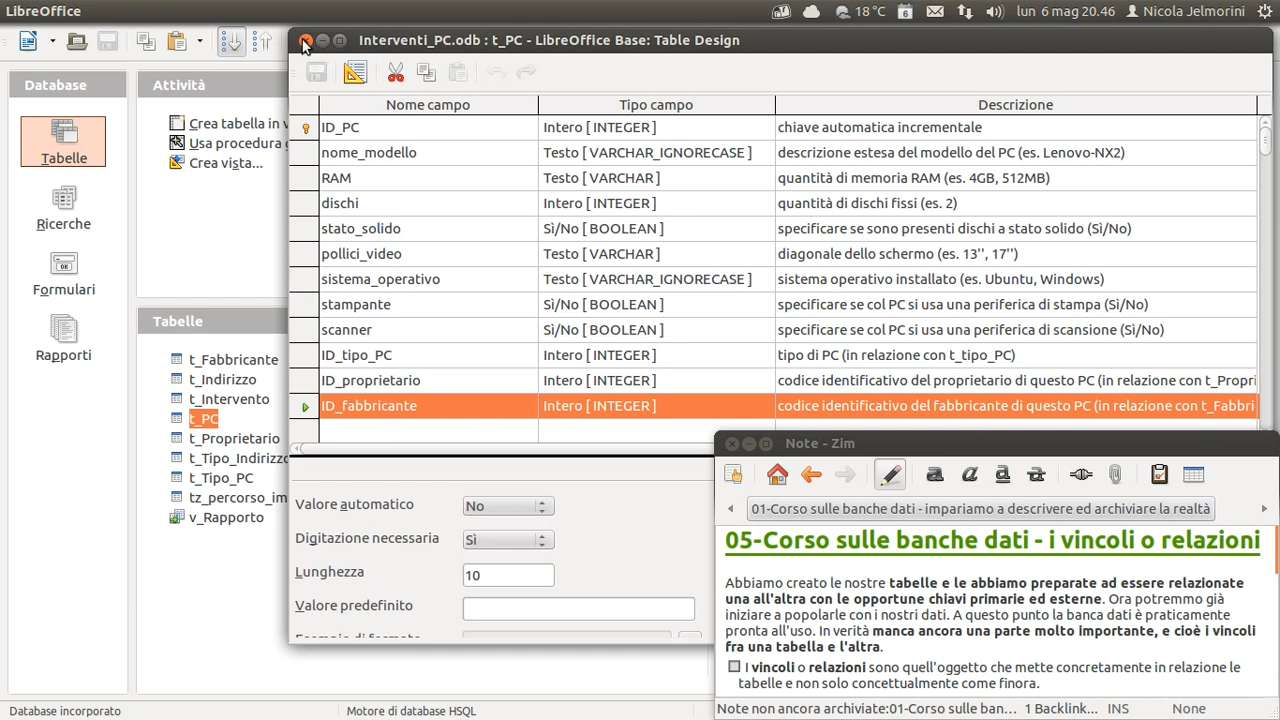 LibreOffice
18 °C
6
lun 6 mag 20.46
Nicola Jelmorini
Interventi_PC.odb : t_PC - LibreOffice Base: Table Design
Database
Tabelle
Ricerche
Formulari
Rapporti
Attività
Crea tabella in v
Usa procedura g
Crea vista...
Tabelle
t_Fabbricante
t_Indirizzo
t_Intervento
t_PC
t_Proprietario
t_Tipo_Indirizzo
t_Tipo_PC
tz_percorso_im
v_Rapporto
Nome campo Tipo campo Descrizione
ID_PC Intero [ INTEGER ] chiave automatica incrementale
nome_modello Testo [ VARCHAR_IGNORECASE ] descrizione estesa del modello del PC (es. Lenovo-NX2)
RAM Testo [ VARCHAR ] quantità di memoria RAM (es. 4GB, 512MB)
dischi Intero [ INTEGER ] quantità di dischi fissi (es. 2)
stato_solido Sì/No [ BOOLEAN ] specificare se sono presenti dischi a stato solido (Sì/No)
pollici_video Testo [ VARCHAR ] diagonale dello schermo (es. 13'', 17'')
sistema_operativo Testo [ VARCHAR_IGNORECASE ] sistema operativo installato (es. Ubuntu, Windows)
stampante Sì/No [ BOOLEAN ] specificare se col PC si usa una periferica di stampa (Sì/No)
scanner Sì/No [ BOOLEAN ] specificare se col PC si usa una periferica di scansione (Sì/No)
ID_tipo_PC Intero [ INTEGER ] tipo di PC (in relazione con t_tipo_PC)
ID_proprietario Intero [ INTEGER ] codice identificativo del proprietario di questo PC (in relazione con t_Propri
ID_fabbricante Intero [ INTEGER ] codice identificativo del fabbricante di questo PC (in relazione con t_Fabbri
Valore automatico No
Digitazione necessaria Sì
Lunghezza 10
Valore predefinito
Note - Zim
01-Corso sulle banche dati - impariamo a descrivere ed archiviare la realtà
05-Corso sulle banche dati - i vincoli o relazioni
Abbiamo creato le nostre tabelle e le abbiamo preparate ad essere relazionate
una all'altra con le opportune chiavi primarie ed esterne. Ora potremmo già
iniziare a popolarle con i nostri dati. A questo punto la banca dati è praticamente
pronta all'uso. In verità manca ancora una parte molto importante, e cioè i vincoli
fra una tabella e l'altra.
I vincoli o relazioni sono quell'oggetto che mette concretamente in relazione le
tabelle e non solo concettualmente come finora.
Note non ancora archiviate:01-Corso sulle ban... 1 Backlink... INS None
Database incorporato Motore di database HSQL